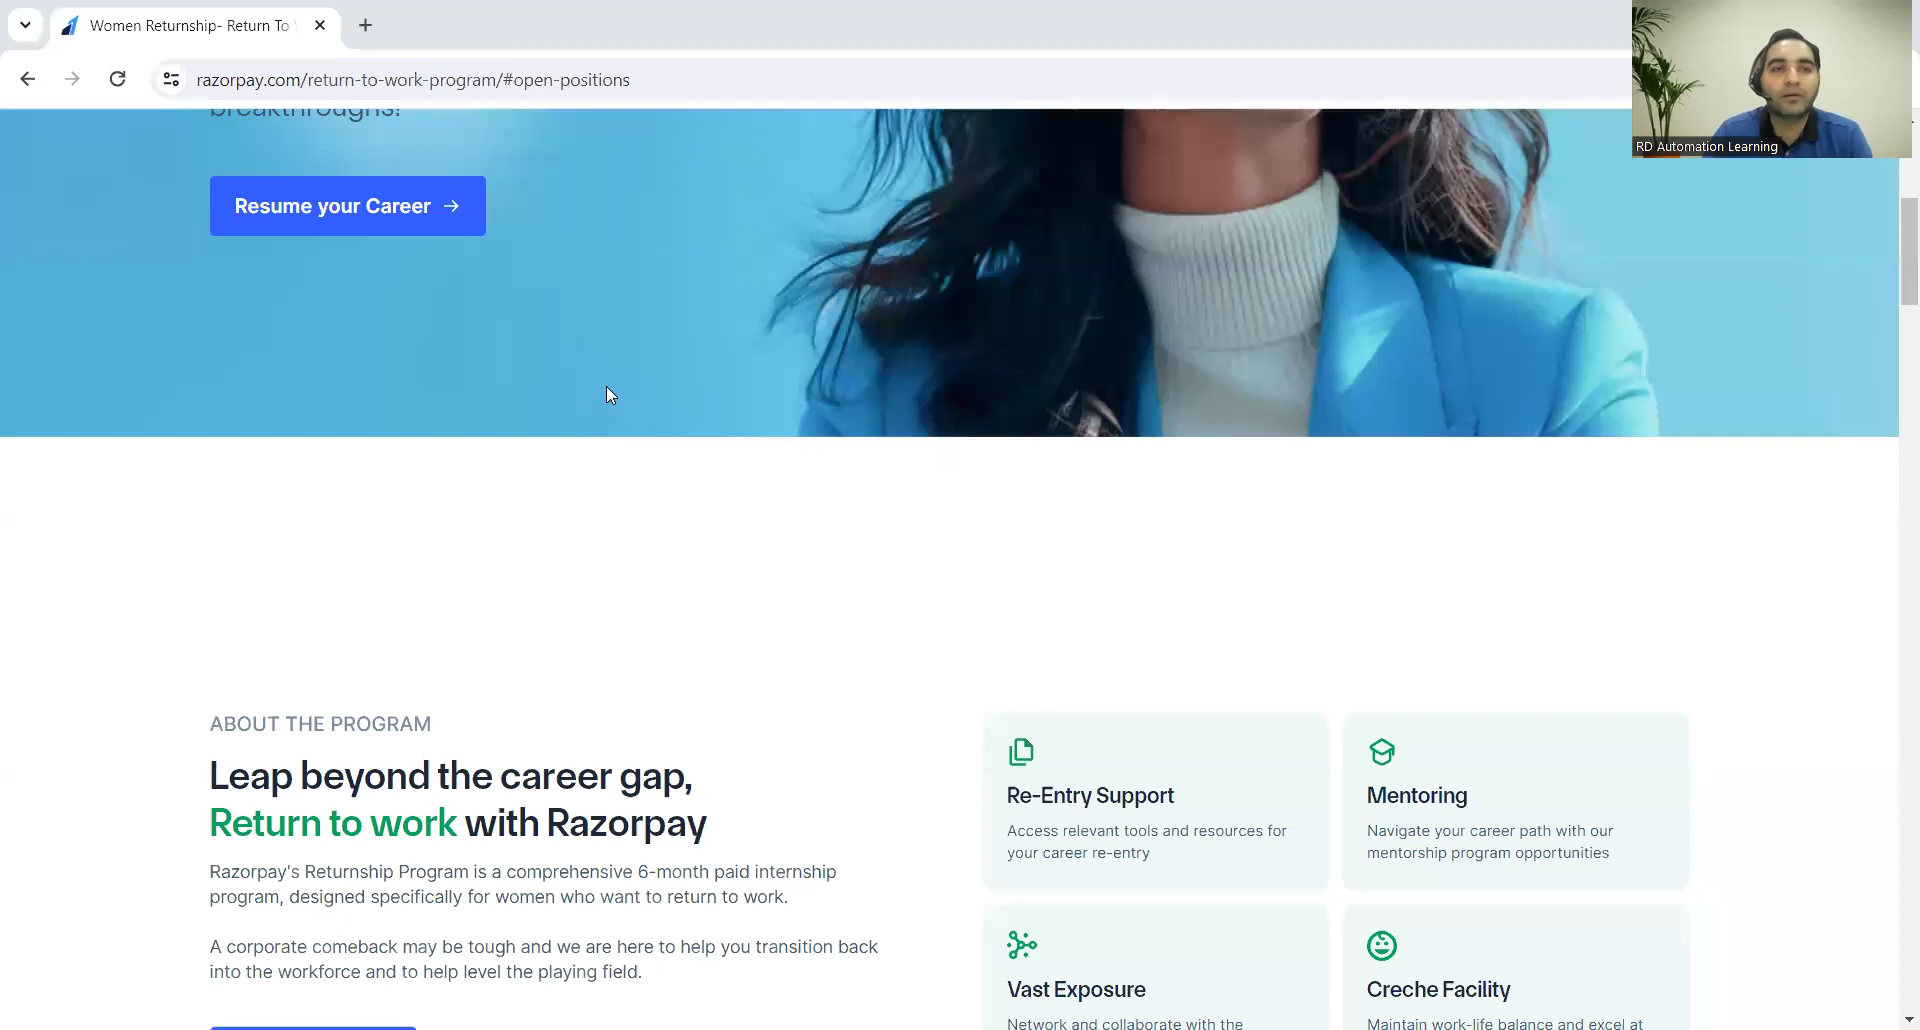 Women Returnship- Return To
razorpay.com/return-to-work-program/#open-positions
RD Automation Learning
breakthroughs!
Resume your Career →
ABOUT THE PROGRAM
Leap beyond the career gap,
Return to work with Razorpay
Razorpay's Returnship Program is a comprehensive 6-month paid internship
program, designed specifically for women who want to return to work.
A corporate comeback may be tough and we are here to help you transition back
into the workforce and to help level the playing field.
Re-Entry Support
Access relevant tools and resources for
your career re-entry
Mentoring
Navigate your career path with our
mentorship program opportunities
Vast Exposure
Network and collaborate with the
Creche Facility
Maintain work-life balance and excel at